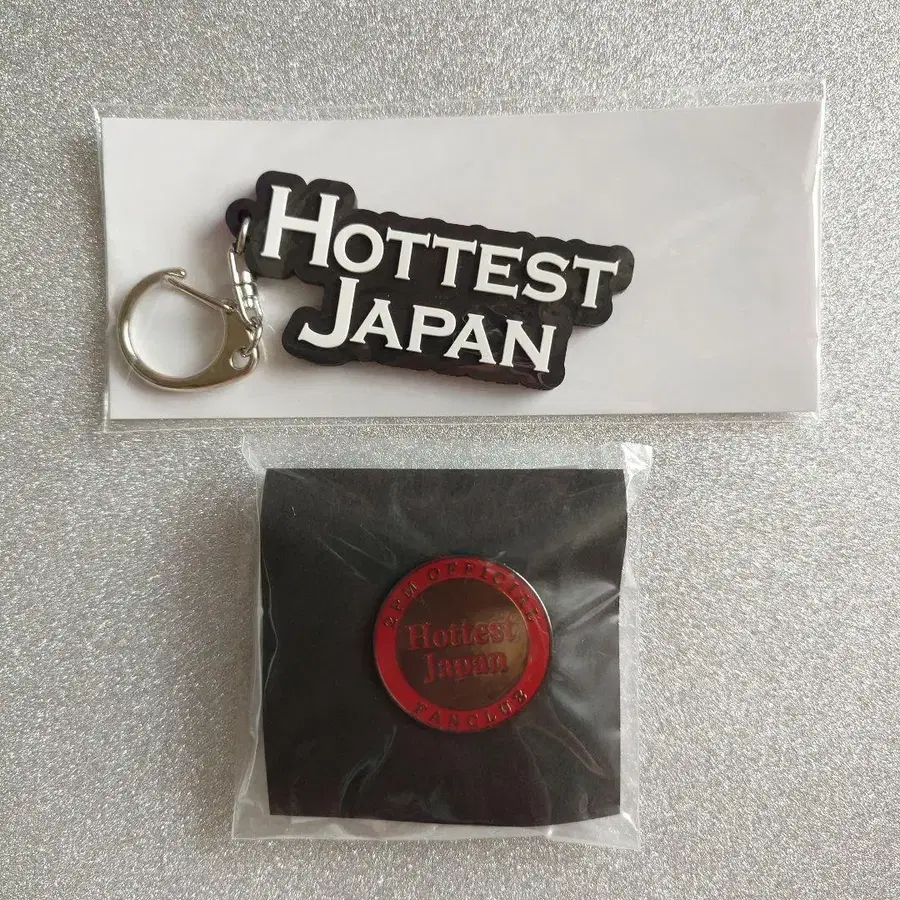 HOTTEST
JAPAN
2PM OFFICIAL
Hottest
Japan
FANCLUB